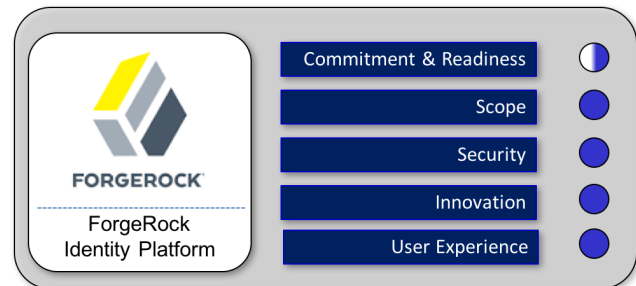 Commitment & Readiness
Scope
Security
Innovation
User Experience
FORGEROCK
ForgeRock
Identity Platform